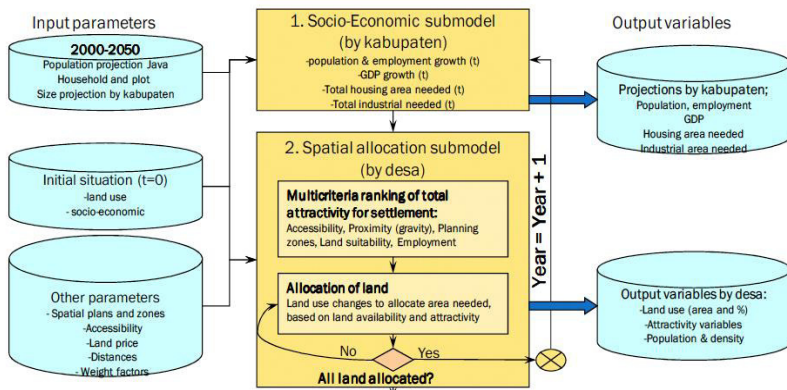 Input parameters
2000-2050
Population projection Java
Household and plot
Size projection by kabupaten
Initial situation (t=0)
-land use
- socio-economic
Other parameters
- Spatial plans and zones
- Accessibility
- Land price
- Distances
- Weight factors
1. Socio-Economic submodel
(by kabupaten)
-population & employment growth (t)
-GDP growth (t)
-Total housing area needed (t)
-Total industrial needed (t)
2. Spatial allocation submodel
(by desa)
Multicriteria ranking of total
attractivity for settlement:
Accessibility, Proximity (gravity), Planning
zones, Land suitability, Employment
Allocation of land
Land use changes to allocate area needed,
based on land availability and attractivity
No
Yes
All land allocated?
Year = Year + 1
Output variables
Projections by kabupaten;
Population, employment
GDP
Housing area needed
Industrial area needed
Output variables by desa:
-Land use (area and %)
-Attractivity variables
-Population & density